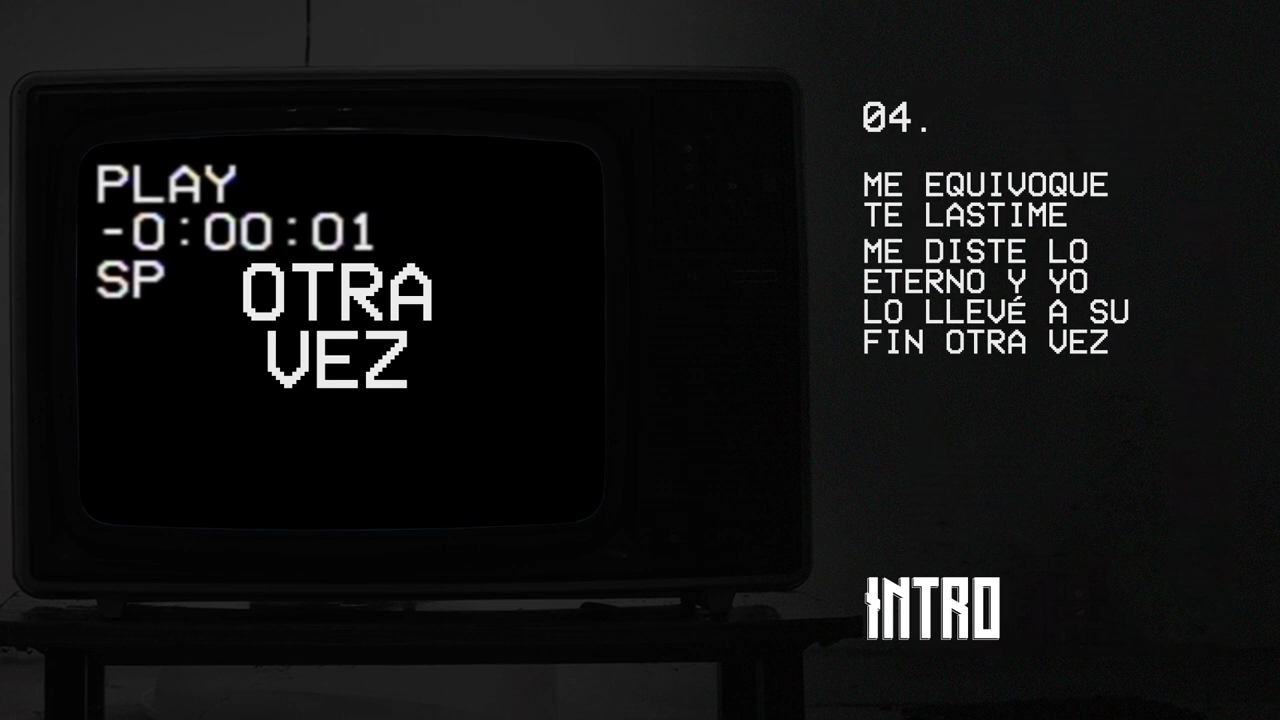 PLAY
-0:00:01
SP
OTRA
VEZ
04.
ME EQUIVOQUE
TE LASTIME
ME DISTE LO
ETERNO Y YO
LO LLEVÉ A SU
FIN OTRA VEZ
INTRO